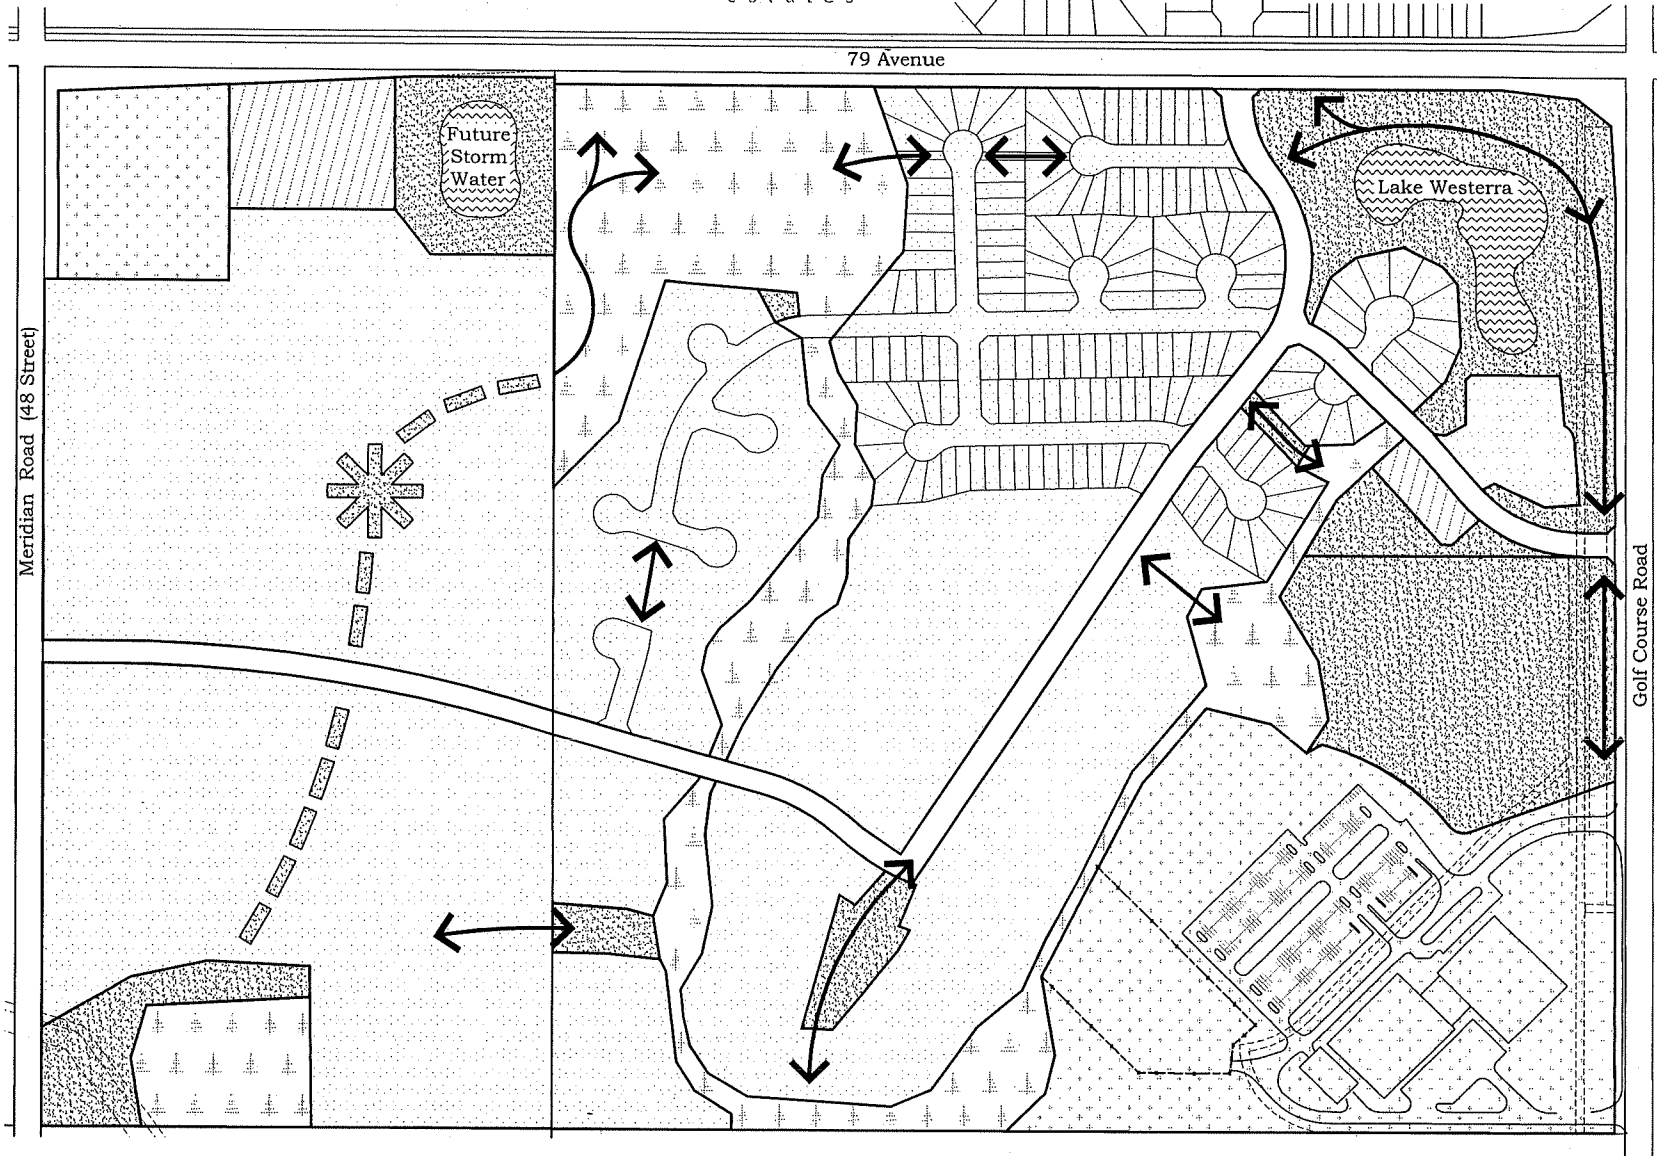 79 Avenue
Future
Storm
Water
Lake Westerra
Meridian Road (48 Street)
Golf Course Road